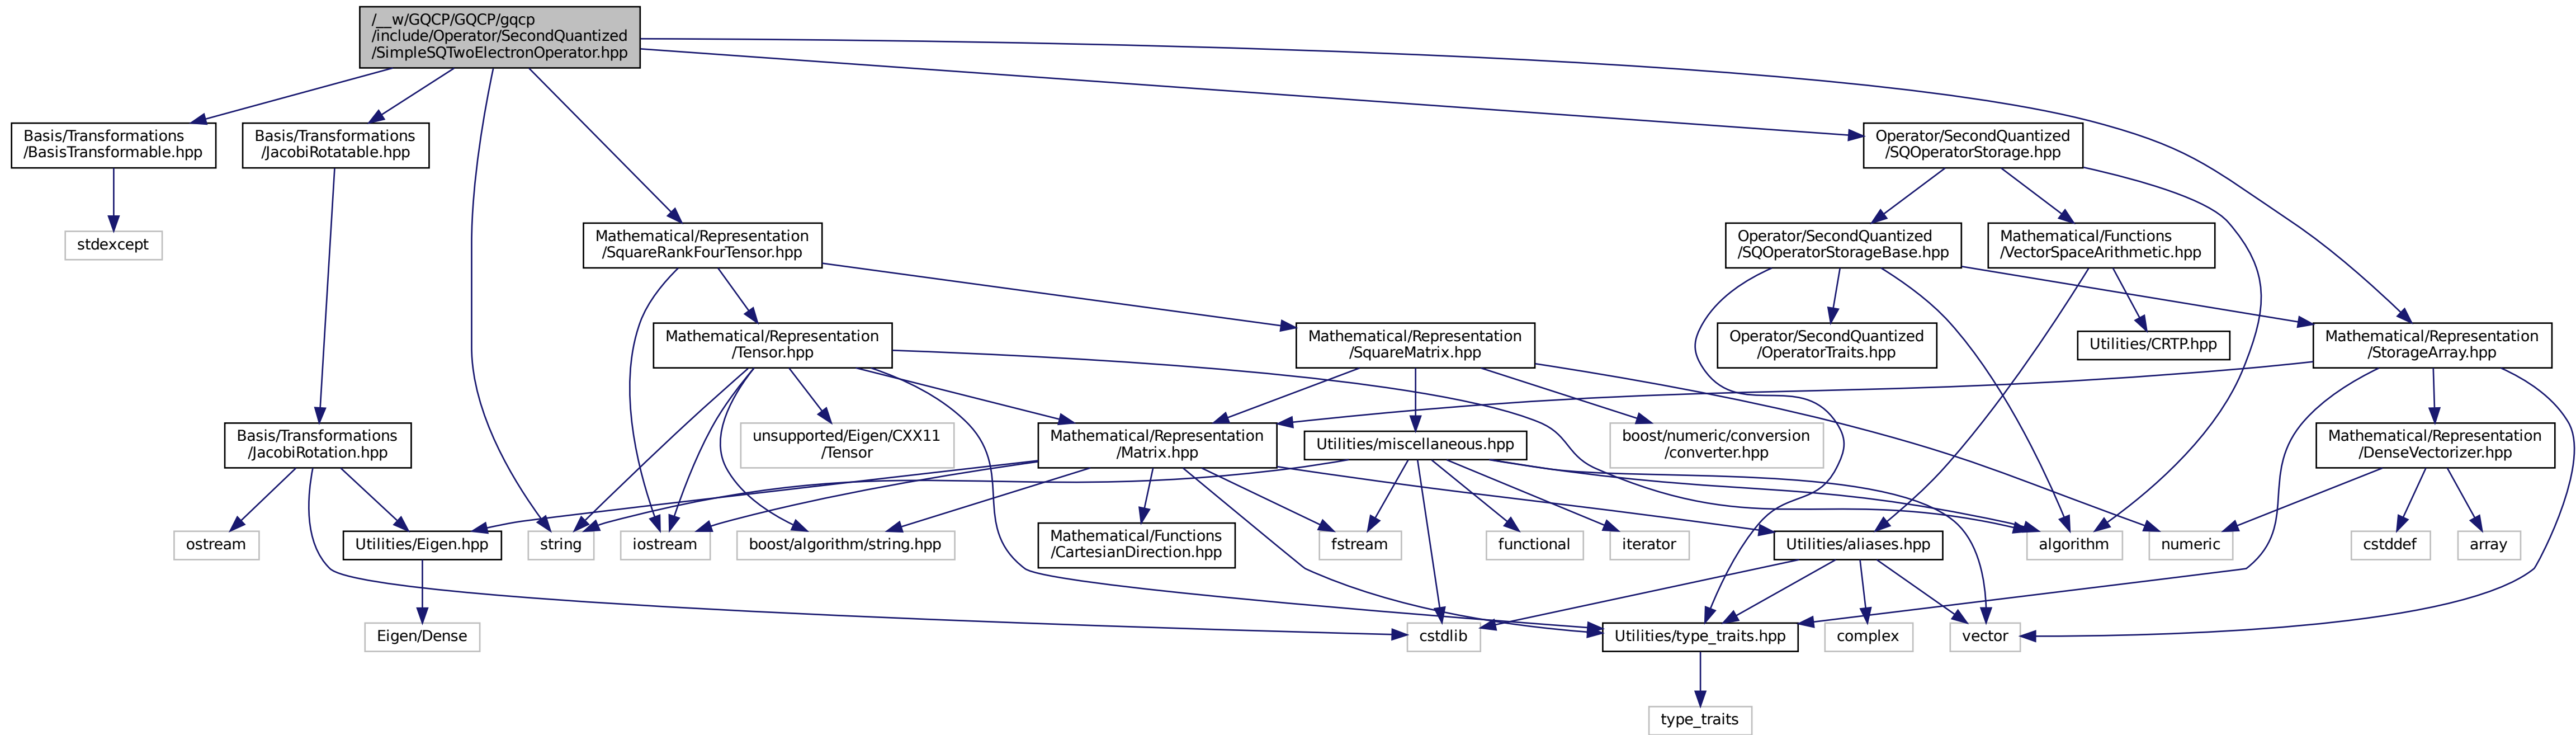 /__w/GQCP/GQCP/gqcp
/include/Operator/SecondQuantized
/SimpleSQTwoElectronOperator.hpp
Basis/Transformations
/BasisTransformable.hpp
Basis/Transformations
/JacobiRotatable.hpp
Operator/SecondQuantized
/SQOperatorStorage.hpp
stdexcept
Mathematical/Representation
/SquareRankFourTensor.hpp
Operator/SecondQuantized
/SQOperatorStorageBase.hpp
Mathematical/Functions
/VectorSpaceArithmetic.hpp
Mathematical/Representation
/Tensor.hpp
Mathematical/Representation
/SquareMatrix.hpp
Operator/SecondQuantized
/OperatorTraits.hpp
Utilities/CRTP.hpp
Mathematical/Representation
/StorageArray.hpp
Basis/Transformations
/JacobiRotation.hpp
unsupported/Eigen/CXX11
/Tensor
Mathematical/Representation
/Matrix.hpp
Utilities/miscellaneous.hpp
boost/numeric/conversion
/converter.hpp
Mathematical/Representation
/DenseVectorizer.hpp
ostream
Utilities/Eigen.hpp
string
iostream
boost/algorithm/string.hpp
Mathematical/Functions
/CartesianDirection.hpp
fstream
functional
iterator
Utilities/aliases.hpp
algorithm
numeric
cstddef
array
Eigen/Dense
cstdlib
Utilities/type_traits.hpp
complex
vector
type_traits